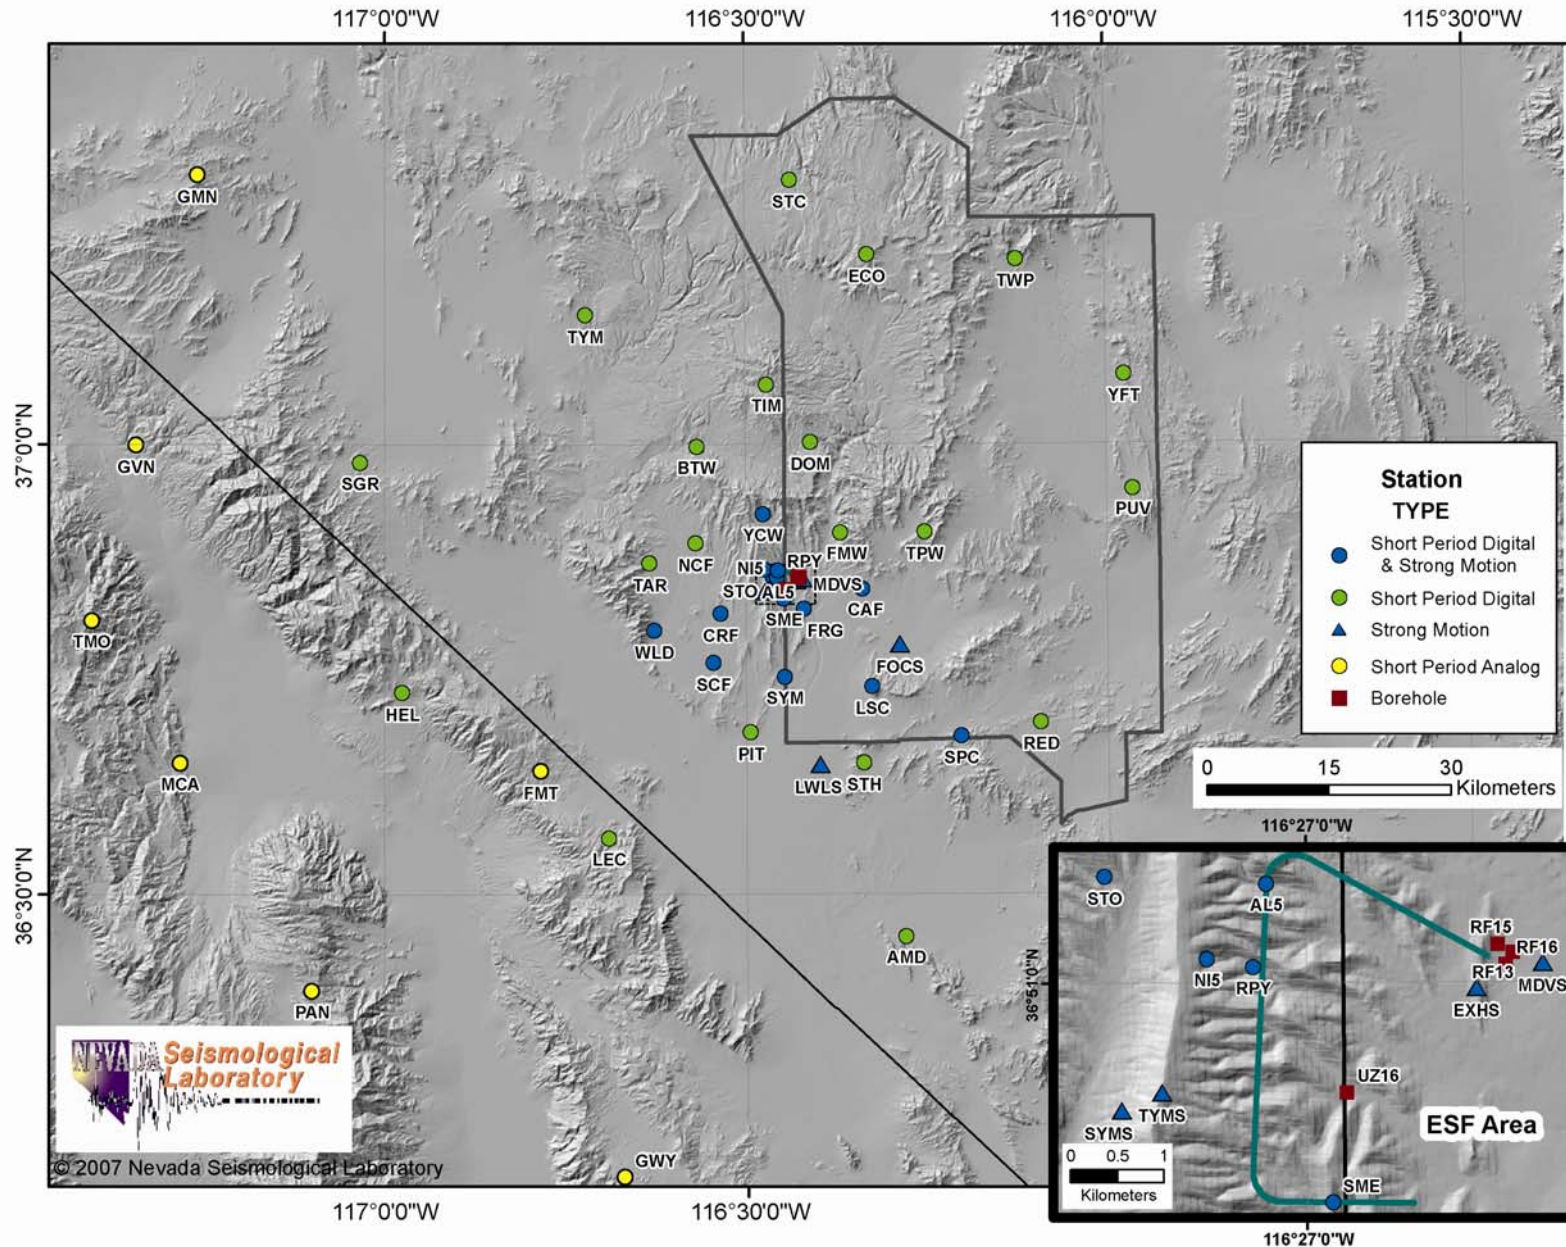 117°0'0"W
116°30'0"W
116°0'0"W
115°30'0"W
GMN
STC
ECO
TWP
TYM
TIM
YFT
37°0'0"N
GVN
SGR
BTW
DOM
PUV
YCW
NCF
FMW
TPW
TAR
NI5
RPY
STO
AL5
MDVS
CAF
SME
FRG
TMO
CRF
WLD
SCF
FOCS
SYM
LSC
HEL
PIT
SPC
RED
MCA
FMT
LWLS
STH
LEC
36°30'0"N
AMD
PAN
GWY
Station
TYPE
Short Period Digital
& Strong Motion
Short Period Digital
Strong Motion
Short Period Analog
Borehole
0 15 30
Kilometers
116°27'0"W
STO
AL5
RF15
RF16
NI5
RPY
RF13
MDVS
EXHS
36°51'0"N
UZ16
TYMS
SYMS
ESF Area
0 0.5 1
Kilometers
SME
116°27'0"W
NEVADA
Seismological
Laboratory
© 2007 Nevada Seismological Laboratory
117°0'0"W
116°30'0"W